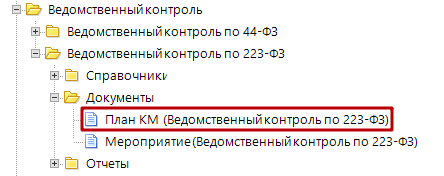 Ведомственный контроль
Ведомственный контроль по 44-ФЗ
Ведомственный контроль по 223-ФЗ
Справочники
Документы
План КМ (Ведомственный контроль по 223-ФЗ)
Мероприятие (Ведомственный контроль по 223-ФЗ)
Отчеты